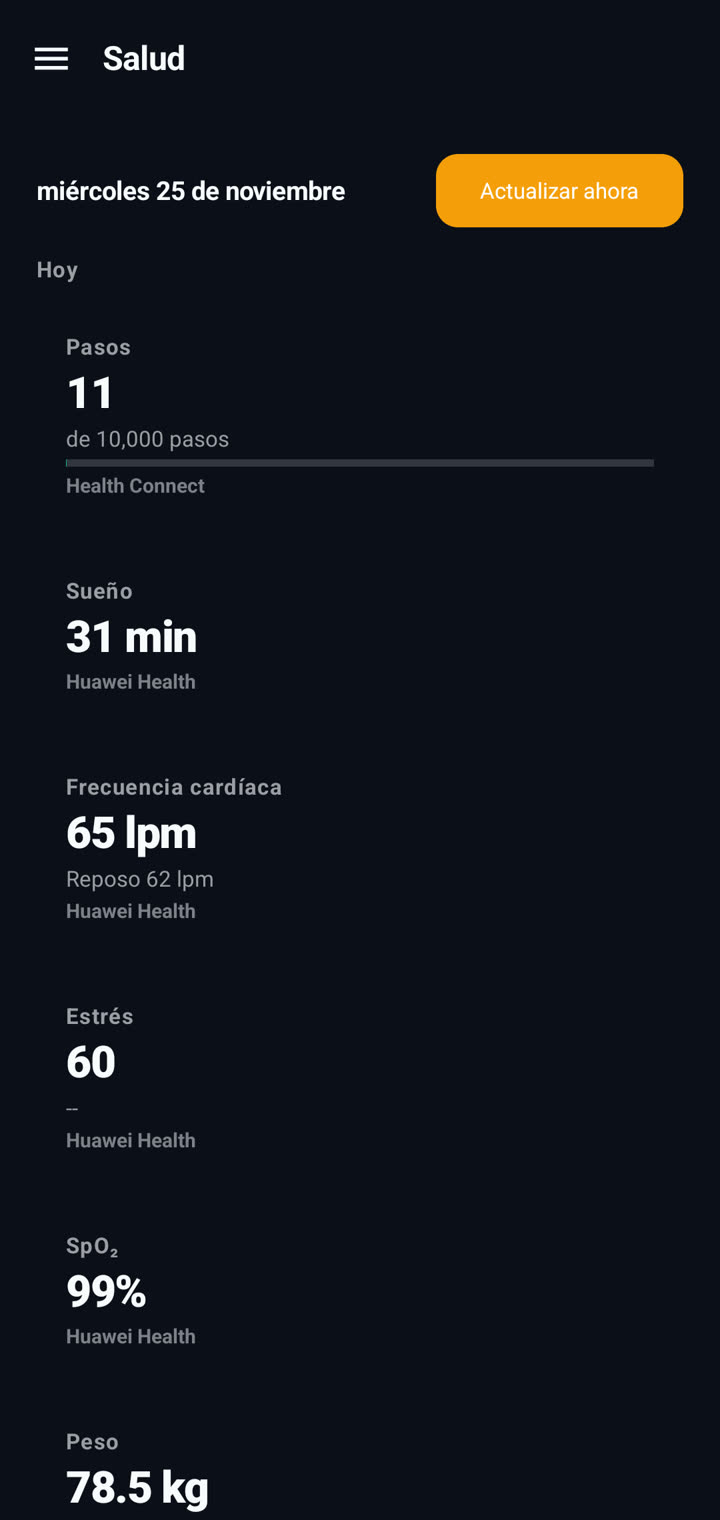 Salud
miércoles 25 de noviembre
Actualizar ahora
Hoy
Pasos
11
de 10,000 pasos
Health Connect
Sueño
31 min
Huawei Health
Frecuencia cardíaca
65 lpm
Reposo 62 lpm
Huawei Health
Estrés
60
--
Huawei Health
SpO₂
99%
Huawei Health
Peso
78.5 kg